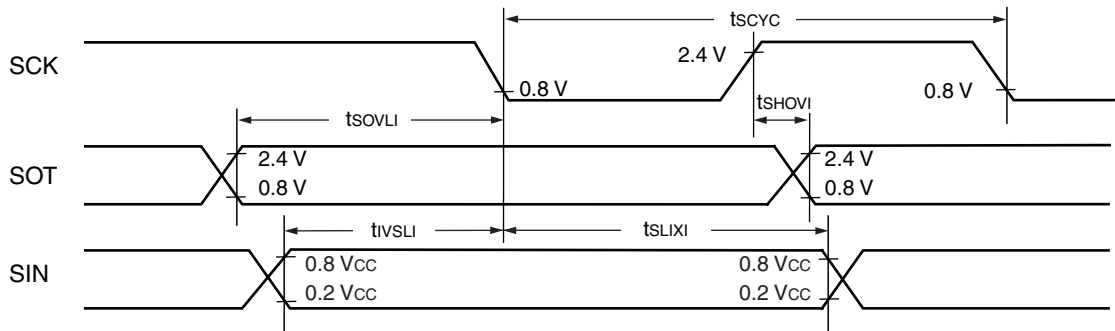 tSCYC
SCK
2.4 V
0.8 V
0.8 V
tSHOVI
tSOVLI
SOT
2.4 V
2.4 V
0.8 V
0.8 V
tIVSLI
tSLIXI
SIN
0.8 VCC
0.8 VCC
0.2 VCC
0.2 VCC